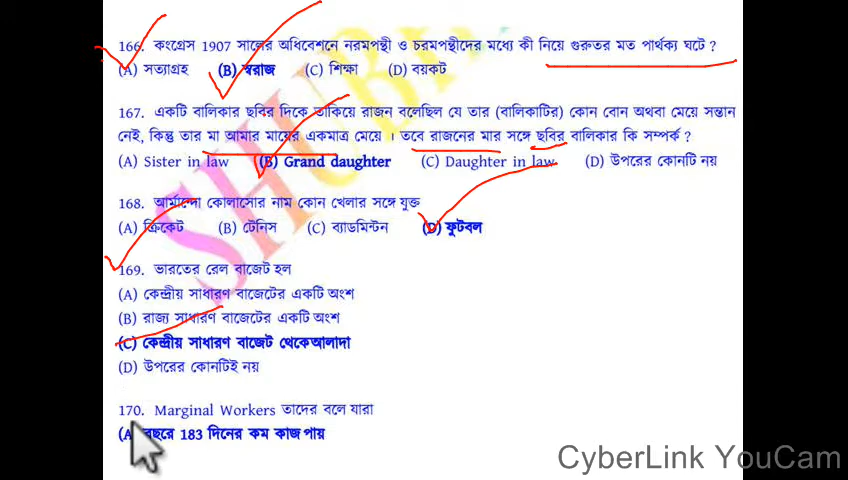 166. কংগ্রেস 1907 সালের অধিবেশনে নরমপন্থী ও চরমপন্থীদের মধ্যে কী নিয়ে গুরুতর মত পার্থক্য ঘটে ?
(A) সত্যাগ্রহ (B) স্বরাজ (C) শিক্ষা (D) বয়কট
167. একটি বালিকার ছবির দিকে তাকিয়ে রাজন বলেছিল যে তার (বালিকাটির) কোন বোন অথবা মেয়ে সন্তান
নেই, কিন্তু তার মা আমার মায়ের একমাত্র মেয়ে । তবে রাজনের মার সঙ্গে ছবির বালিকার কি সম্পর্ক ?
(A) Sister in law (B) Grand daughter (C) Daughter in law (D) উপরের কোনটি নয়
168. আর্মান্দো কোলাসোর নাম কোন খেলার সঙ্গে যুক্ত
(A) ক্রিকেট (B) টেনিস (C) ব্যাডমিন্টন (D) ফুটবল
169. ভারতের রেল বাজেট হল
(A) কেন্দ্রীয় সাধারণ বাজেটের একটি অংশ
(B) রাজ্য সাধারণ বাজেটের একটি অংশ
(C) কেন্দ্রীয় সাধারণ বাজেট থেকেআলাদা
(D) উপরের কোনটিই নয়
170. Marginal Workers তাদের বলে যারা
(A) বছরে 183 দিনের কম কাজ পায়
CyberLink YouCam